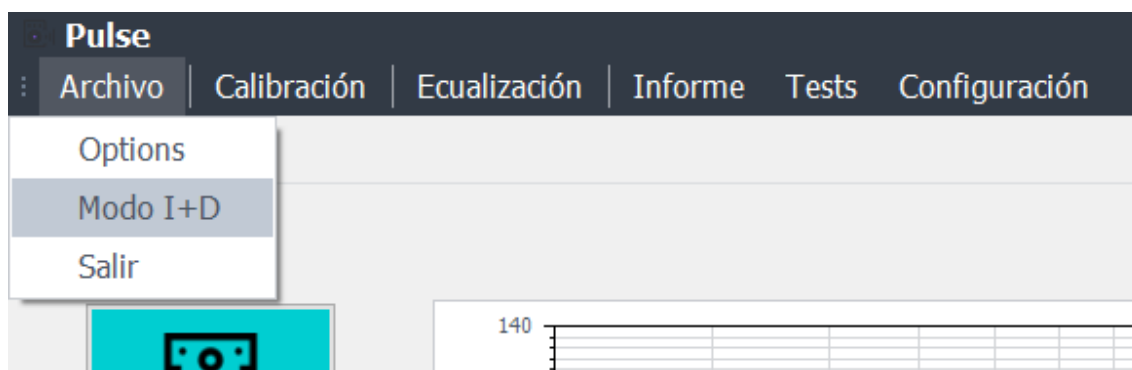 Pulse
Archivo Calibración Ecualización Informe Tests Configuración
Options
Modo I+D
Salir
140